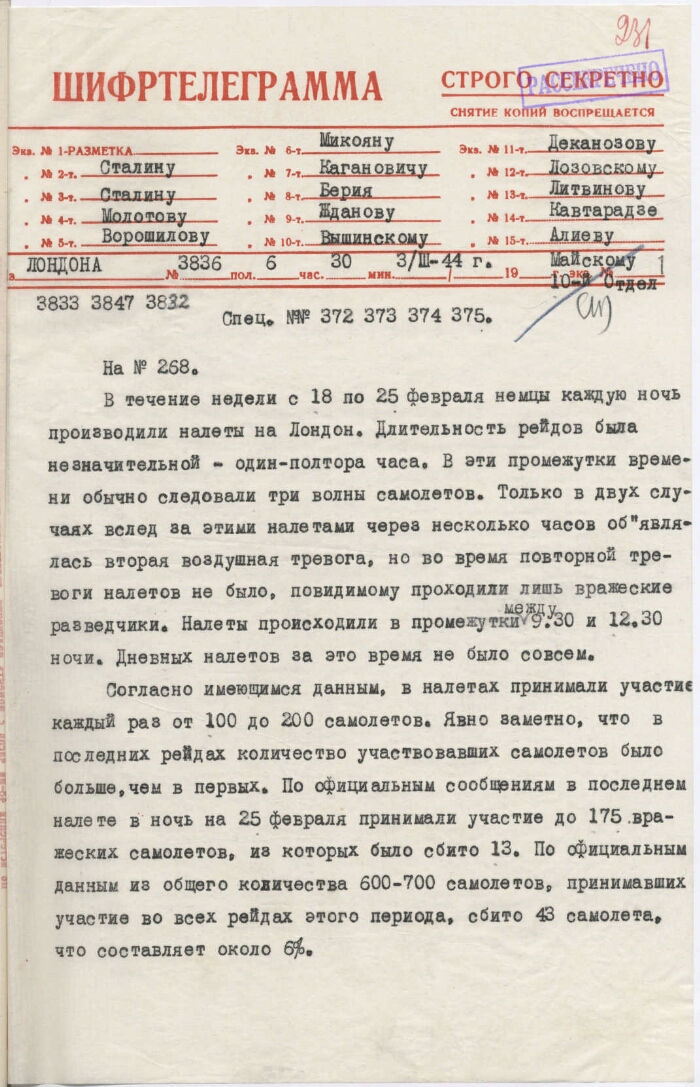 231
ШИФРТЕЛЕГРАММА
СТРОГО СЕКРЕТНО
РАССЕКРЕЧЕНО
СНЯТИЕ КОПИЙ ВОСПРЕЩАЕТСЯ
Экз. № 1-РАЗМЕТКА Экз. № 6-т. Микояну Экз. № 11-т. Деканозову
" № 2-т. Сталину " № 7-т. Кагановичу " № 12-т. Лозовскому
" № 3-т. Сталину " № 8-т. Берия " № 13-т. Литвинову
" № 4-т. Молотову " № 9-т. Жданову " № 14-т. Кавтарадзе
" № 5-т. Ворошилову " № 10-т. Вышинскому " № 15-т. Алиеву
из ЛОНДОНА № 3836 пол. 6 час. 30 мин. 3/III-44 г. / 19 г. экз. № 1
Майскому
10-й Отдел
3833 3847 3832
Спец. №№ 372 373 374 375.
На № 268.
В течение недели с 18 по 25 февраля немцы каждую ночь
производили налеты на Лондон. Длительность рейдов была
незначительной - один-полтора часа. В эти промежутки време-
ни обычно следовали три волны самолетов. Только в двух слу-
чаях вслед за этими налетами через несколько часов об"явля-
лась вторая воздушная тревога, но во время повторной тре-
воги налетов не было, повидимому проходили лишь вражеские
разведчики. Налеты происходили в промежутки между 9.30 и 12.30
ночи. Дневных налетов за это время не было совсем.
Согласно имеющимся данным, в налетах принимали участие
каждый раз от 100 до 200 самолетов. Явно заметно, что в
последних рейдах количество участвовавших самолетов было
больше, чем в первых. По официальным сообщениям в последнем
налете в ночь на 25 февраля принимали участие до 175 вра-
жеских самолетов, из которых было сбито 13. По официальным
данным из общего количества 600-700 самолетов, принимавших
участие во всех рейдах этого периода, сбито 43 самолета,
что составляет около 6%.